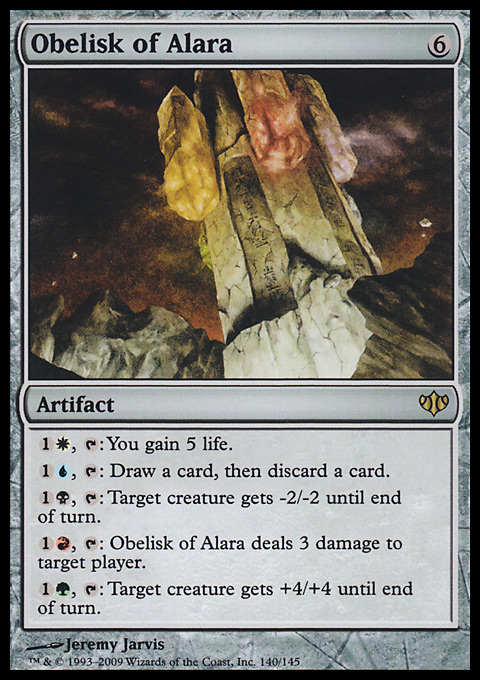 Obelisk of Alara 6
Artifact
1, : You gain 5 life.
1, : Draw a card, then discard a card.
1, : Target creature gets -2/-2 until end
of turn.
1, : Obelisk of Alara deals 3 damage to
target player.
1, : Target creature gets +4/+4 until end
of turn.
Jeremy Jarvis
™ & © 1993–2009 Wizards of the Coast, Inc. 140/145